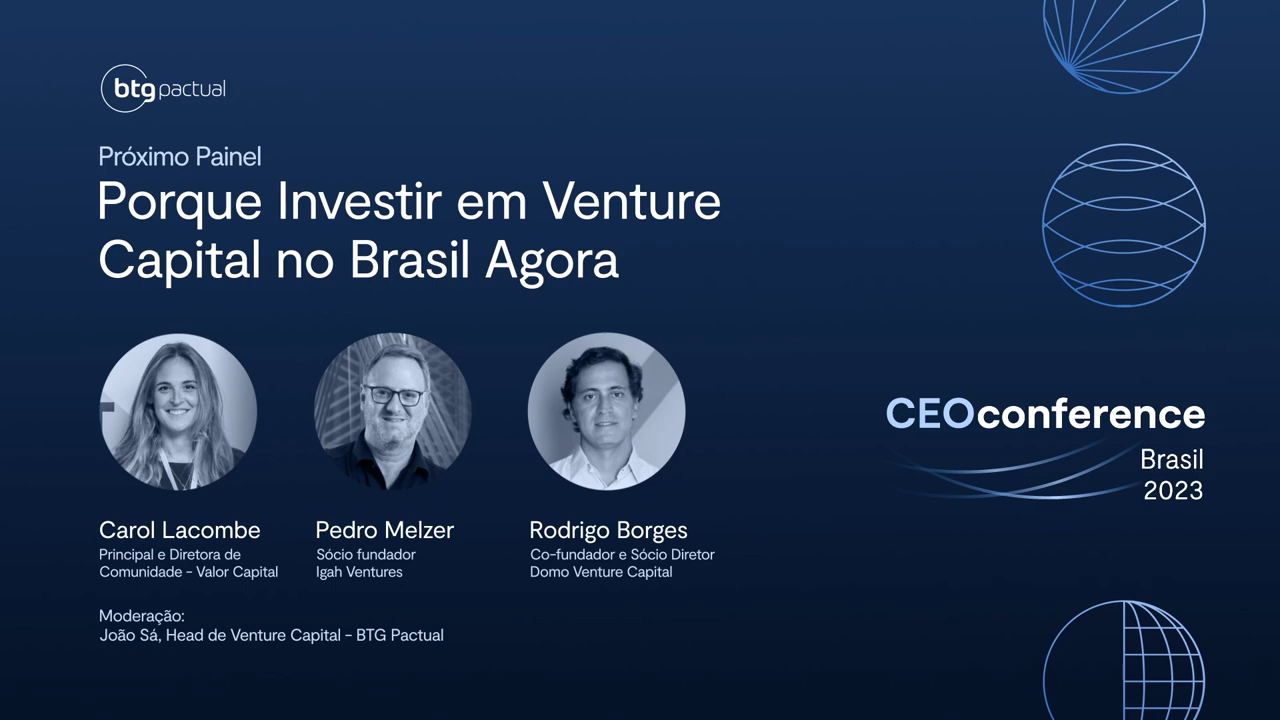 btg pactual
Próximo Painel
Porque Investir em Venture
Capital no Brasil Agora
CEOconference
Brasil
2023
Carol Lacombe
Principal e Diretora de
Comunidade - Valor Capital
Pedro Melzer
Sócio fundador
Igah Ventures
Rodrigo Borges
Co-fundador e Sócio Diretor
Domo Venture Capital
Moderação:
João Sá, Head de Venture Capital - BTG Pactual